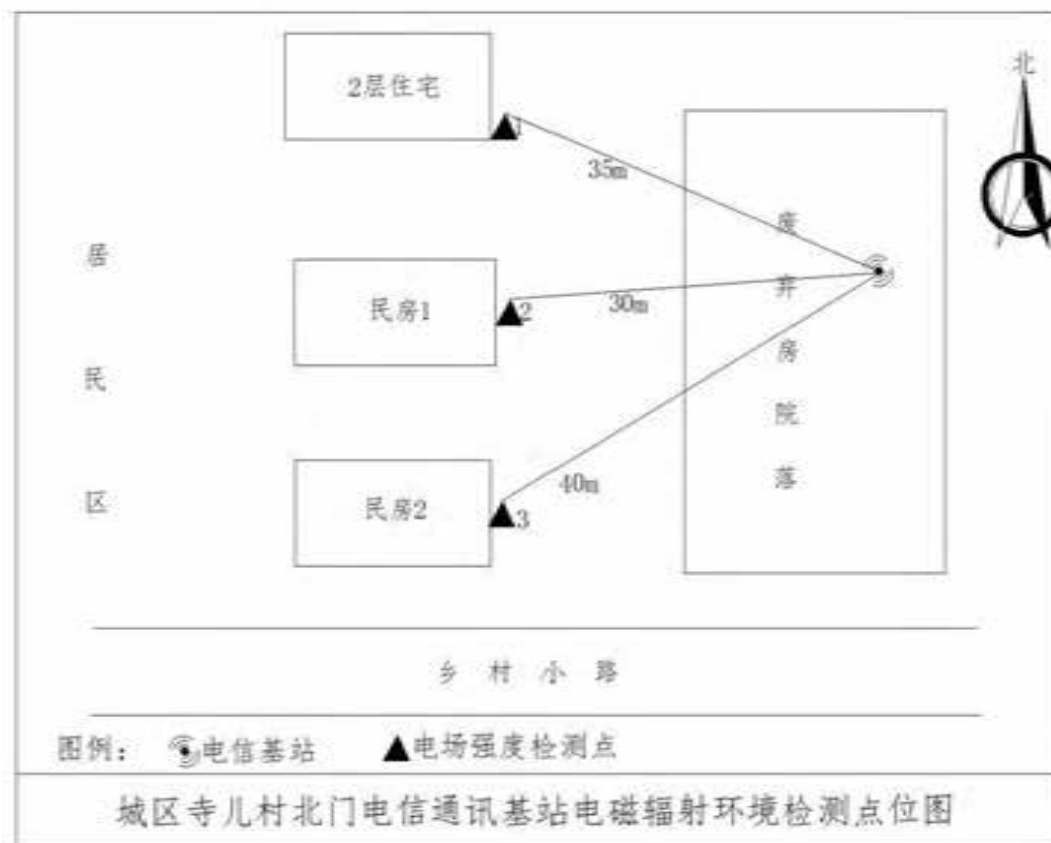 北
2层住宅
1
35m
居民区
民房1
2
30m
废弃房院落
民房2
3
40m
乡村小路
图例： 电信基站 电场强度检测点
城区寺儿村北门电信通讯基站电磁辐射环境检测点位图